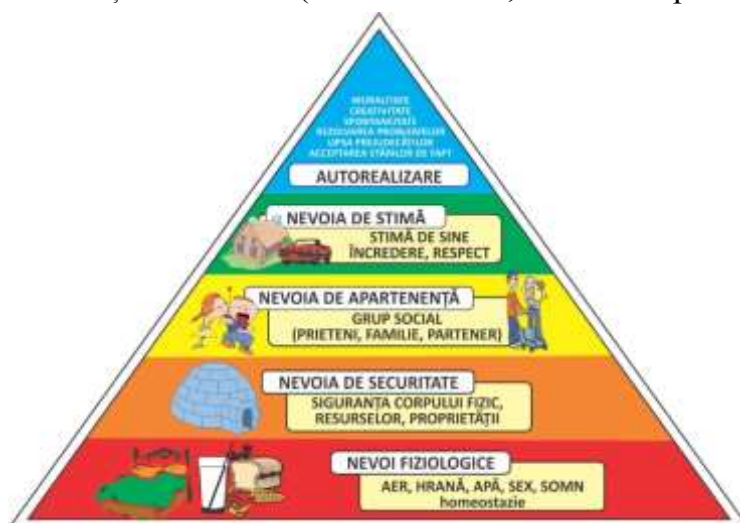 MORALITATE
CREATIVITATE
SPONTANEITATE
REZOLVAREA PROBLEMELOR
LIPSA PREJUDECĂȚILOR
ACCEPTAREA STĂRILOR DE FAPT
AUTOREALIZARE
NEVOIA DE STIMĂ
STIMĂ DE SINE
ÎNCREDERE, RESPECT
NEVOIA DE APARTENENȚĂ
GRUP SOCIAL
(PRIETENI, FAMILIE, PARTENER)
NEVOIA DE SECURITATE
SIGURANȚA CORPULUI FIZIC,
RESURSELOR, PROPRIETĂȚII
NEVOI FIZIOLOGICE
AER, HRANĂ, APĂ, SEX, SOMN
homeostazie